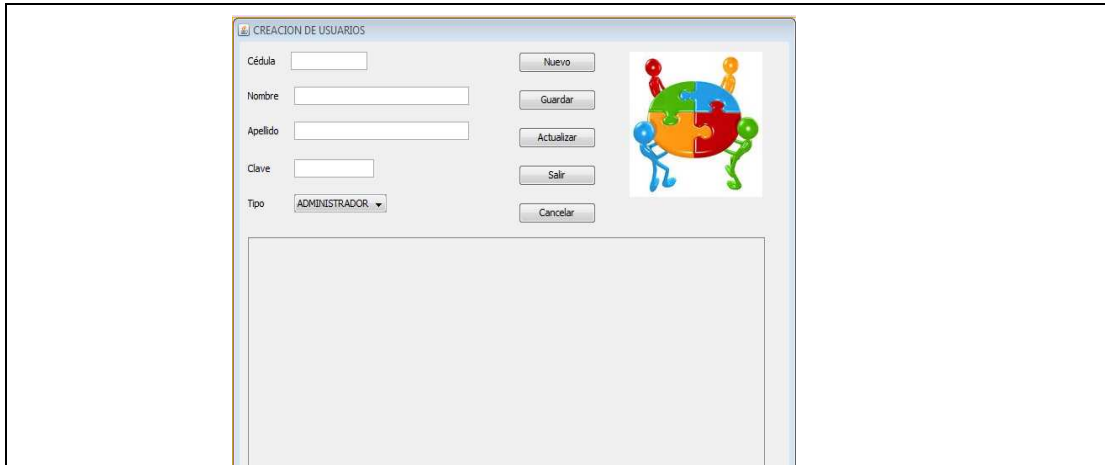 CREACION DE USUARIOS
Cédula
Nuevo
Nombre
Guardar
Apellido
Actualizar
Clave
Salir
Tipo
ADMINISTRADOR
Cancelar